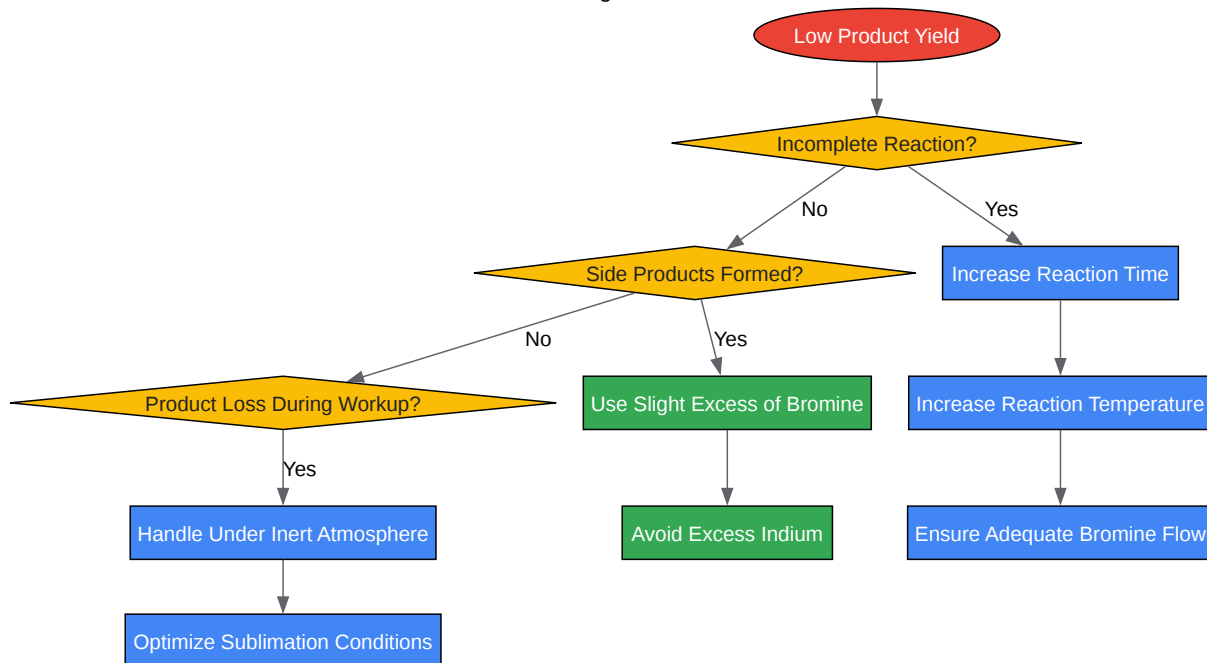 Low Product Yield
Incomplete Reaction?
No
Yes
Side Products Formed?
Increase Reaction Time
No
Yes
Product Loss During Workup?
Use Slight Excess of Bromine
Increase Reaction Temperature
Yes
Handle Under Inert Atmosphere
Avoid Excess Indium
Ensure Adequate Bromine Flow
Optimize Sublimation Conditions